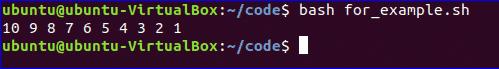 ubuntu@ubuntu-VirtualBox:~/code$ bash for_example.sh
10 9 8 7 6 5 4 3 2 1
ubuntu@ubuntu-VirtualBox:~/code$